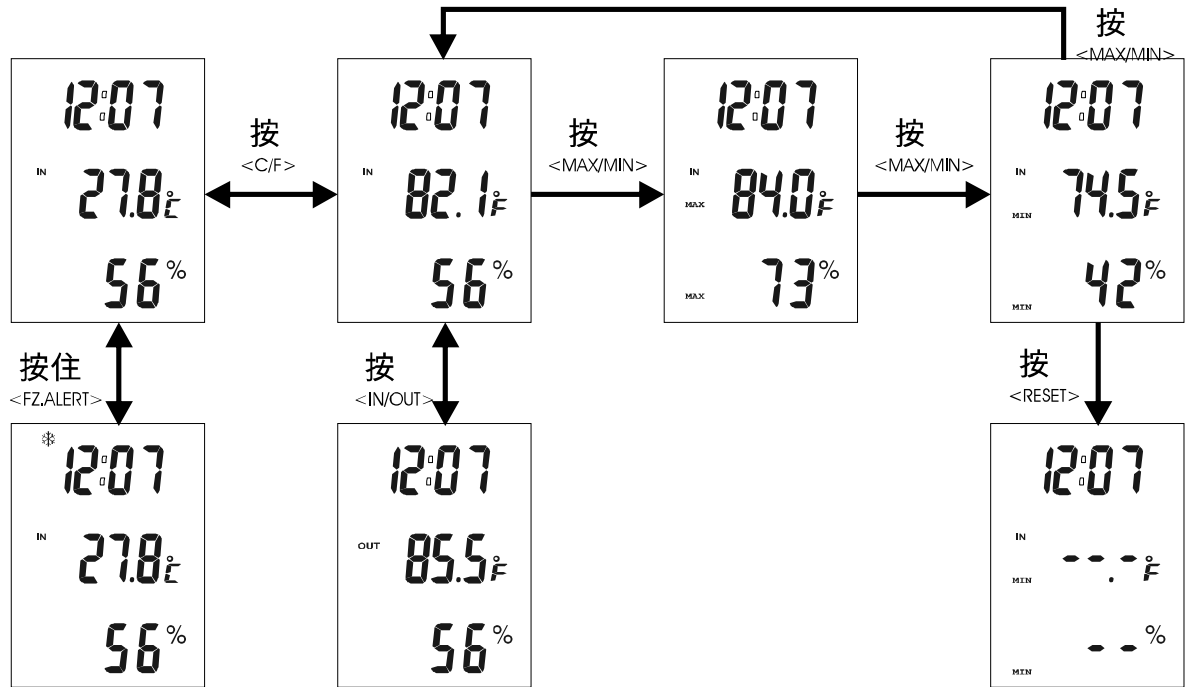 按
<MAX/MIN>
12:07
IN
27.8℃
56%
按
<C/F>
12:07
IN
82.1℉
56%
按
<MAX/MIN>
12:07
IN
MAX
84.0℉
MAX
73%
按
<MAX/MIN>
12:07
IN
MIN
74.5℉
MIN
42%
按住
<FZ.ALERT>
按
<IN/OUT>
按
<RESET>
12:07
IN
27.8℃
56%
12:07
OUT
85.5℉
56%
12:07
IN
MIN
--.-℉
MIN
--%